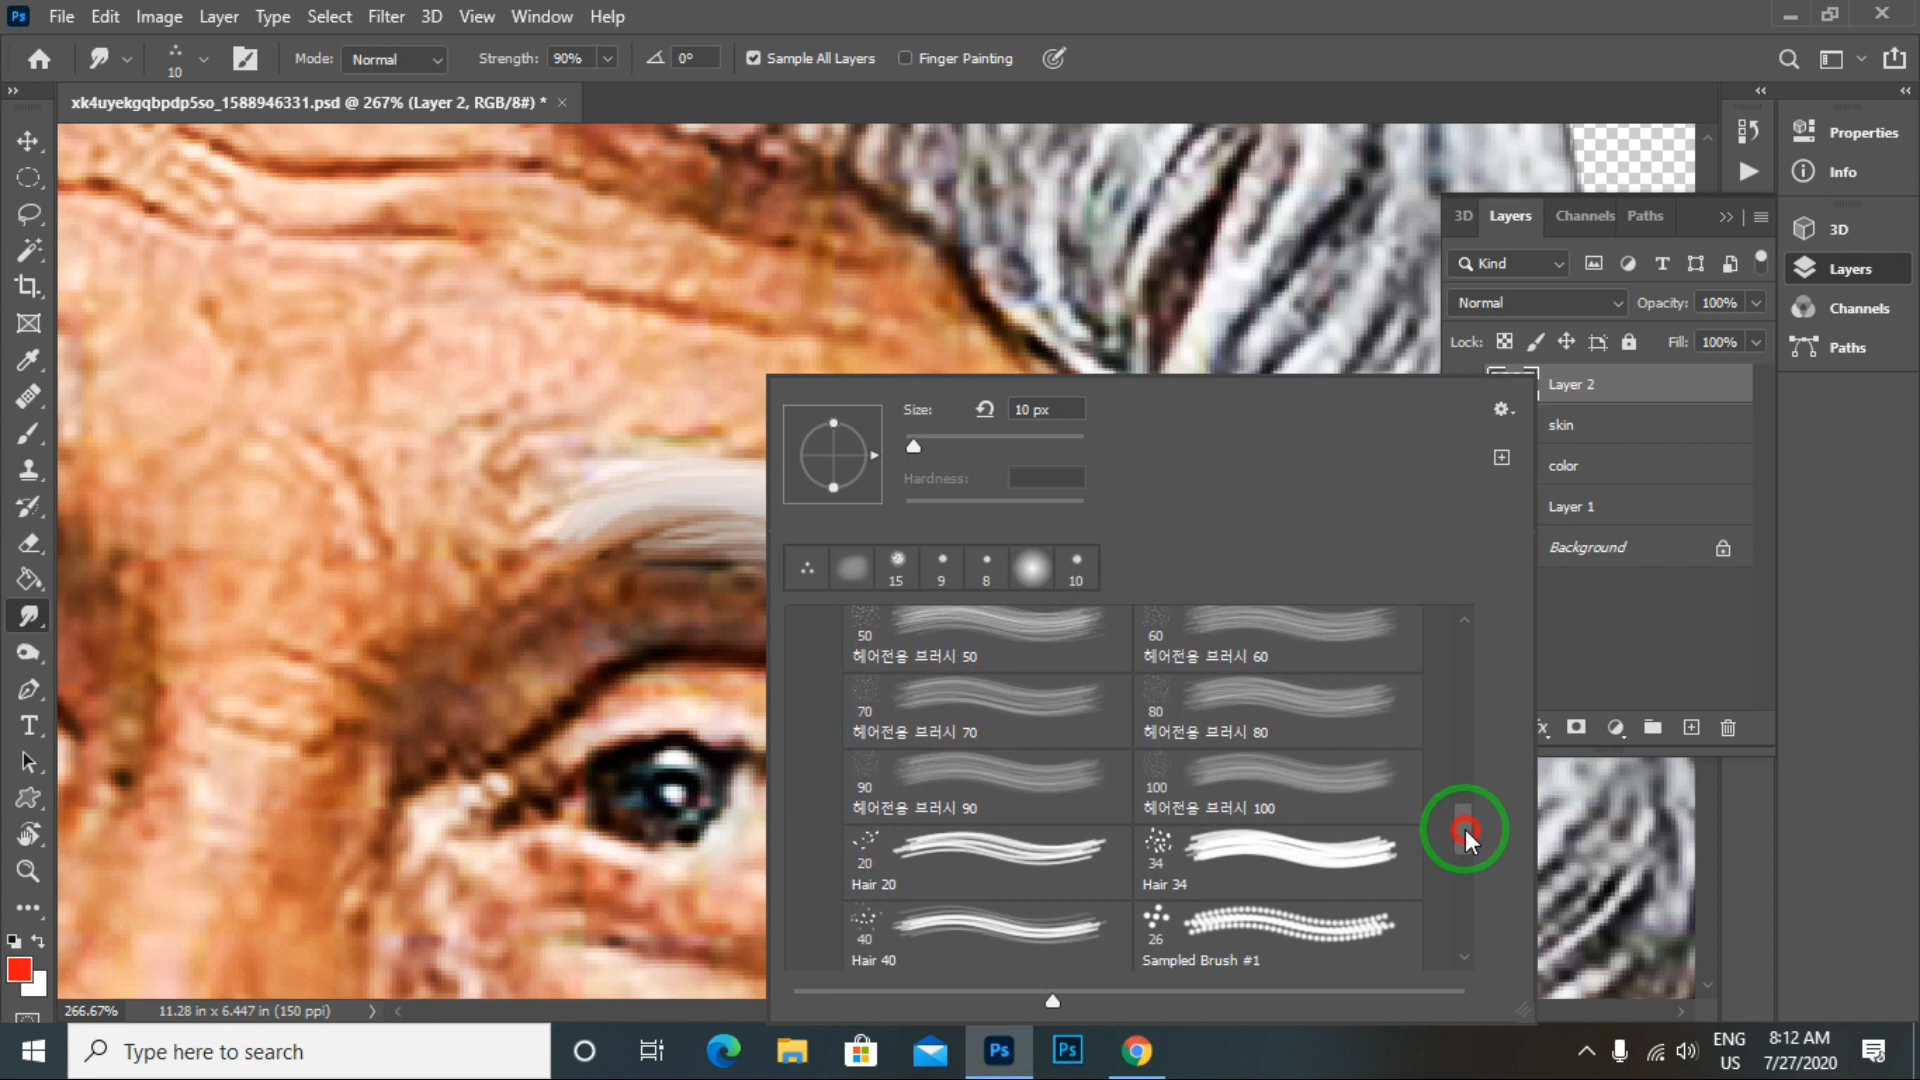 Ps File Edit Image Layer Type Select Filter 3D View Window Help
10 Mode: Normal Strength: 90% 0° Sample All Layers Finger Painting
xk4uyekgqbpdp5so_1588946331.psd @ 267% (Layer 2, RGB/8#) * ×
Properties
Info
3D Layers Channels Paths
3D
Kind
Layers
Normal Opacity: 100%
Channels
Lock: Fill: 100%
Paths
Layer 2
skin
color
Layer 1
Background
Size: 10 px
Hardness:
15 9 8 10
50 60
헤어전용 브러시 50 헤어전용 브러시 60
70 80
헤어전용 브러시 70 헤어전용 브러시 80
90 100
헤어전용 브러시 90 헤어전용 브러시 100
20 34
Hair 20 Hair 34
40 26
Hair 40 Sampled Brush #1
266.67% 11.28 in x 6.447 in (150 ppi)
Type here to search
Ps Ps
ENG
US
8:12 AM
7/27/2020